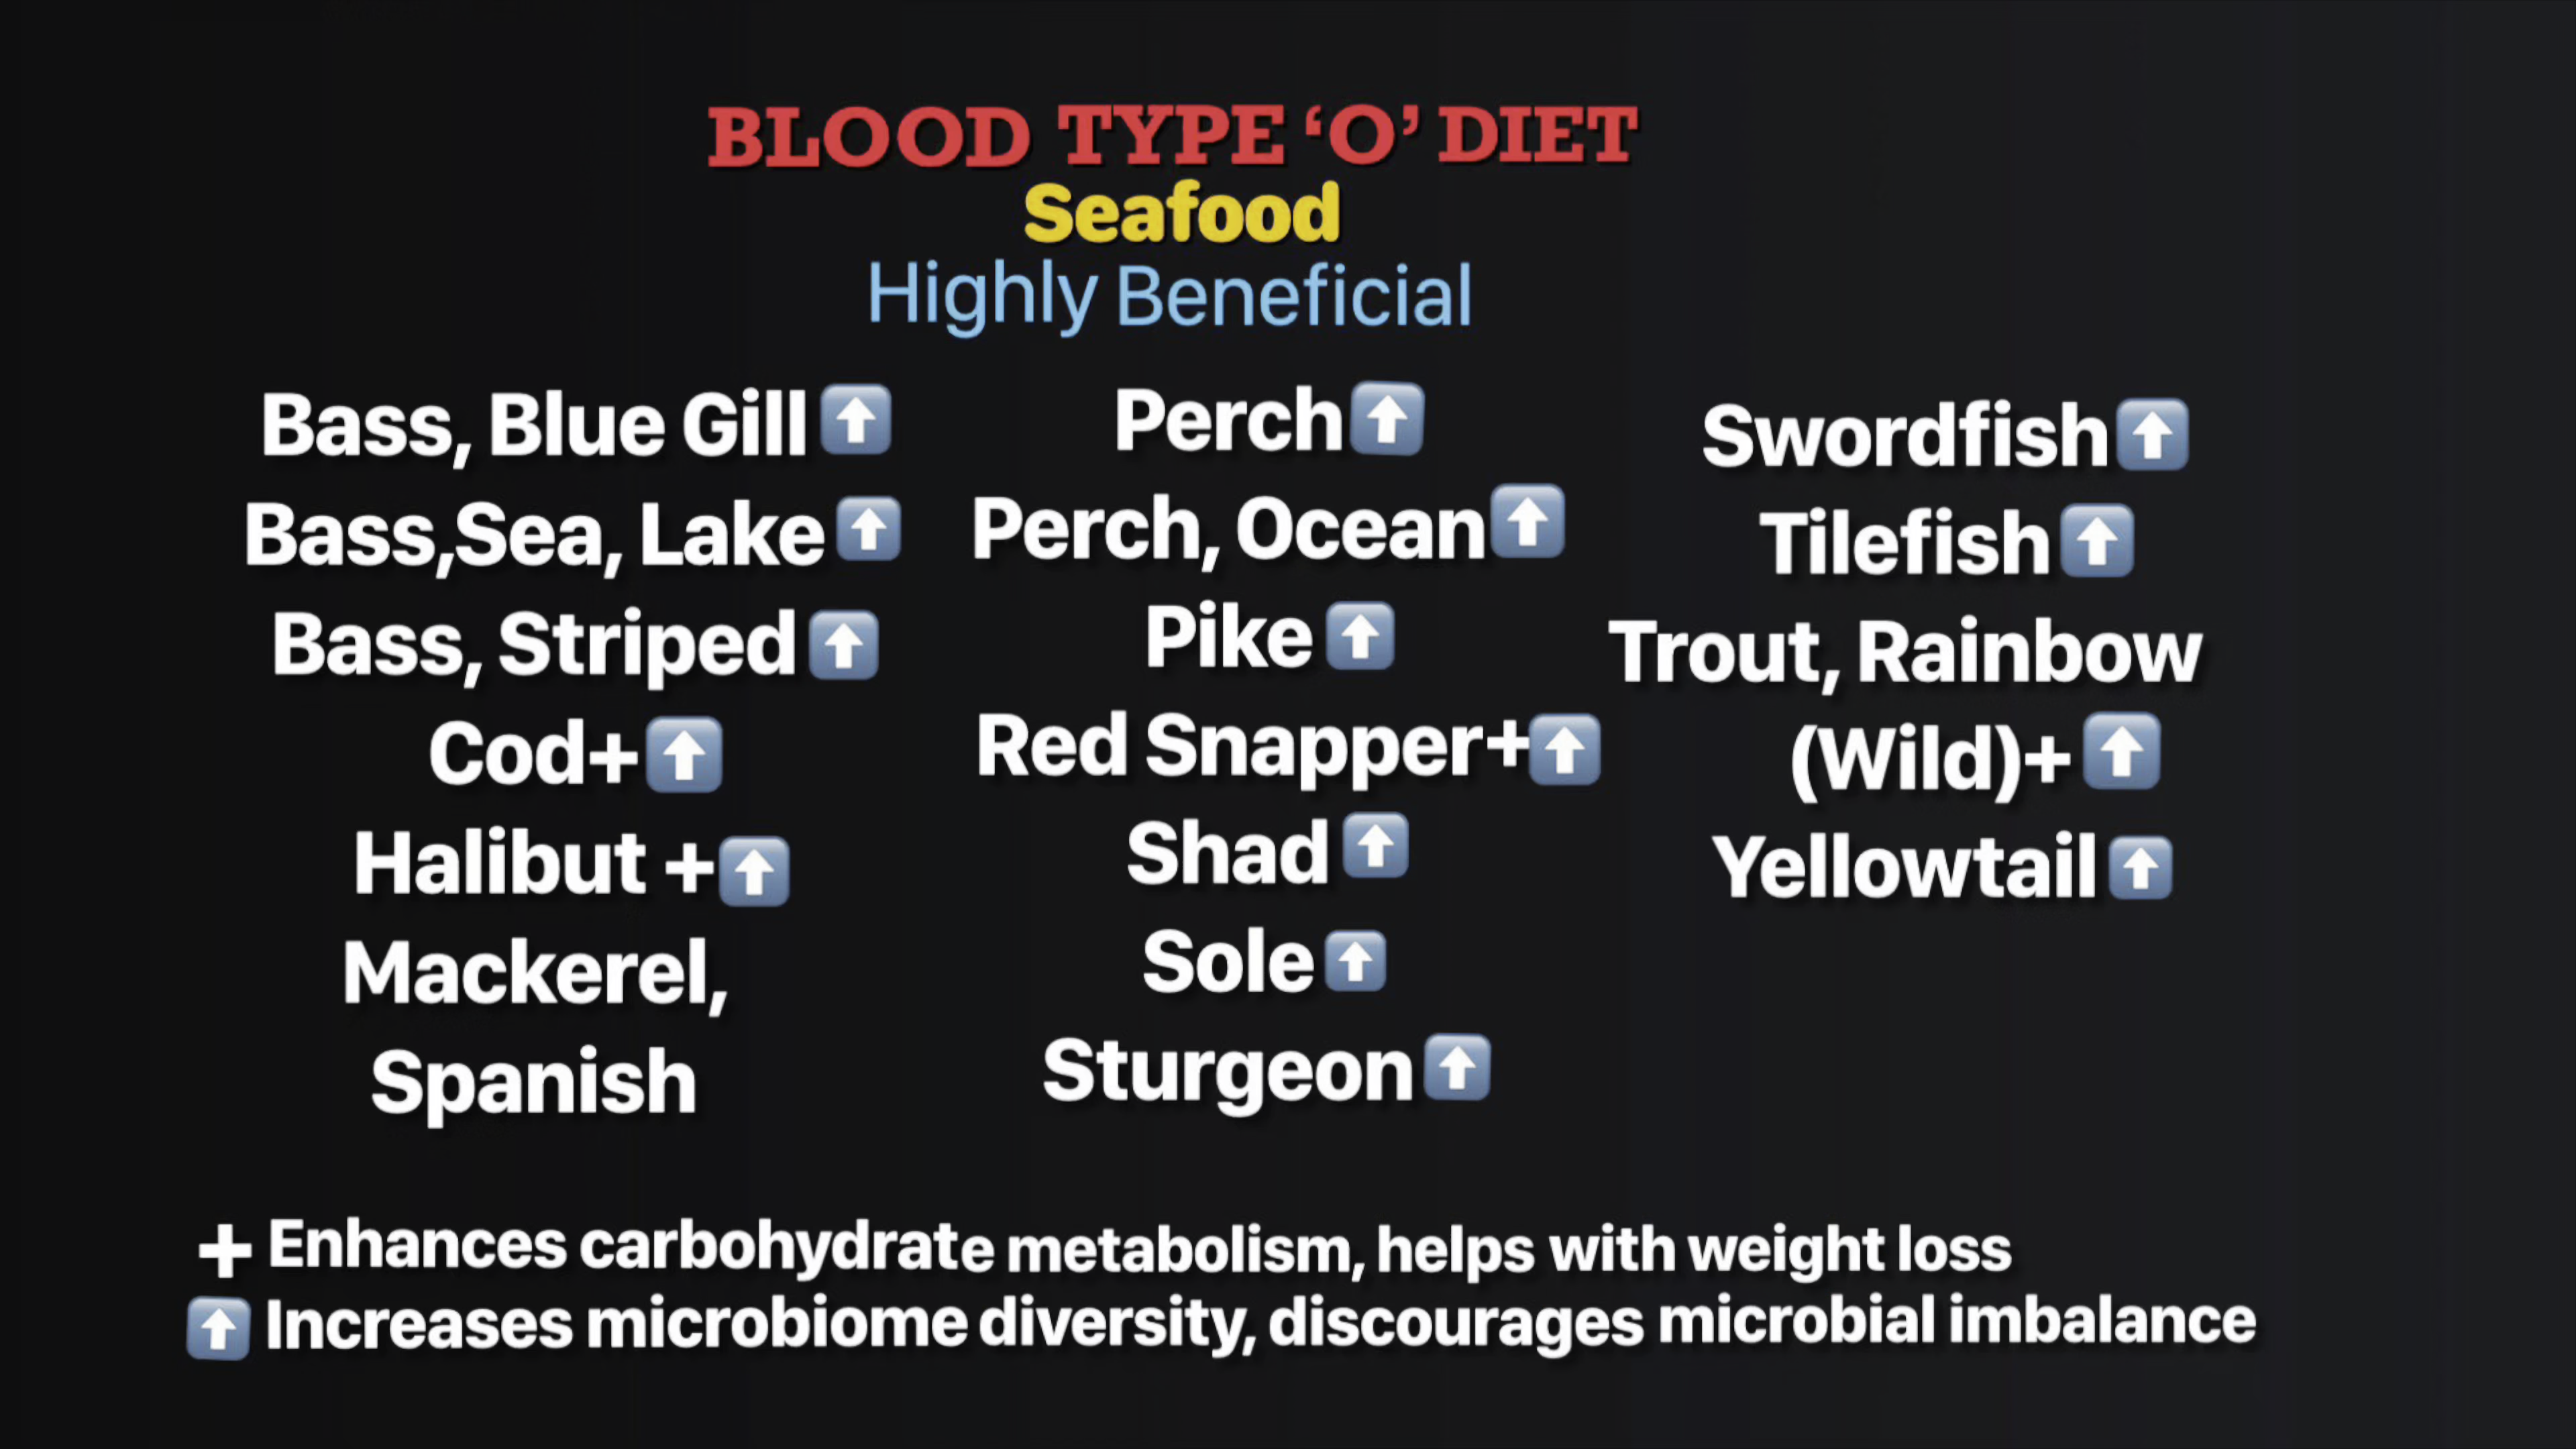 BLOOD TYPE ‘O’ DIET
Seafood
Highly Beneficial
Bass, Blue Gill ⬆️
Bass,Sea, Lake ⬆️
Bass, Striped ⬆️
Cod+⬆️
Halibut +⬆️
Mackerel,
Spanish
Perch⬆️
Perch, Ocean⬆️
Pike ⬆️
Red Snapper+⬆️
Shad ⬆️
Sole ⬆️
Sturgeon ⬆️
Swordfish⬆️
Tilefish ⬆️
Trout, Rainbow
(Wild)+ ⬆️
Yellowtail ⬆️
+ Enhances carbohydrate metabolism, helps with weight loss
⬆️ Increases microbiome diversity, discourages microbial imbalance